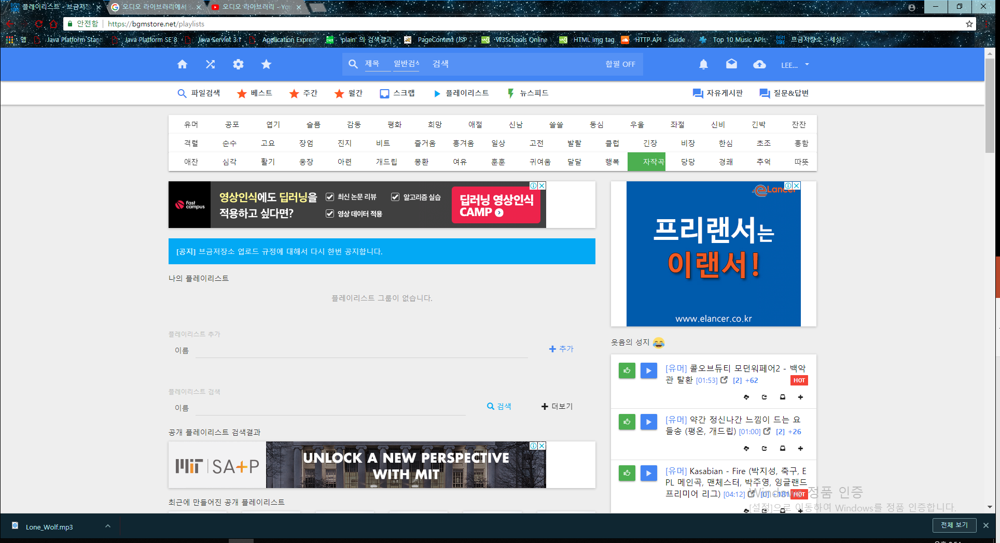 플레이리스트 - 브금저장
오디오 라이브러리에서
오디오 라이브러리 - You
안전함 | https://bgmstore.net/playlists
앱 Java Platform Stand Java Platform SE 8 Java Servlet 3.1 Application Expres 'plain' 의 검색결과 PageContext (JSP 2 W3Schools Online HTML img tag HTTP API - Guide Top 10 Music APIs 브금저장소 :: 세상
제목 일반검색 검색 합필 OFF LEE...
파일검색 베스트 주간 월간 스크랩 플레이리스트 뉴스피드 자유게시판 질문&답변
유머 공포 엽기 슬픔 감동 평화 희망 애절 신남 쓸쓸 동심 우울 좌절 신비 긴박 잔잔
격렬 순수 고요 장엄 진지 비트 즐거움 흥겨움 일상 고전 발랄 클럽 긴장 비장 한심 초조 흥함
애잔 심각 활기 웅장 아련 개드립 몽환 여유 훈훈 귀여움 달달 행복 자작곡 당당 경쾌 추억 따뜻
fast campus
영상인식에도 딥러닝을
적용하고 싶다면?
최신 논문 리뷰 알고리즘 실습
영상 데이터 적용
딥러닝 영상인식
CAMP
eLancer
프리랜서는
이랜서!
www.elancer.co.kr
[공지] 브금저장소 업로드 규정에 대해서 다시 한번 공지합니다.
나의 플레이리스트
플레이리스트 그룹이 없습니다.
플레이리스트 추가
이름 추가
플레이리스트 검색
이름 검색 더보기
공개 플레이리스트 검색결과
MIT | SA+P
UNLOCK A NEW PERSPECTIVE
WITH MIT
최근에 만들어진 공개 플레이리스트
웃음의 성지
[유머] 콜오브듀티 모던워페어2 - 백악
관 탈환 [01:53] [2] +62 HOT
[유머] 약간 정신나간 느낌이 드는 요
들송 (평온, 개드립) [01:00] [2] +26
[유머] Kasabian - Fire (박지성, 축구, E
PL 메인곡, 맨체스터, 박주영, 잉글랜드
프리미어 리그) [04:12] [0] +181 HOT
Windows 정품 인증
[설정]으로 이동하여 Windows를 정품 인증합니다.
Lone_Wolf.mp3
전체 보기